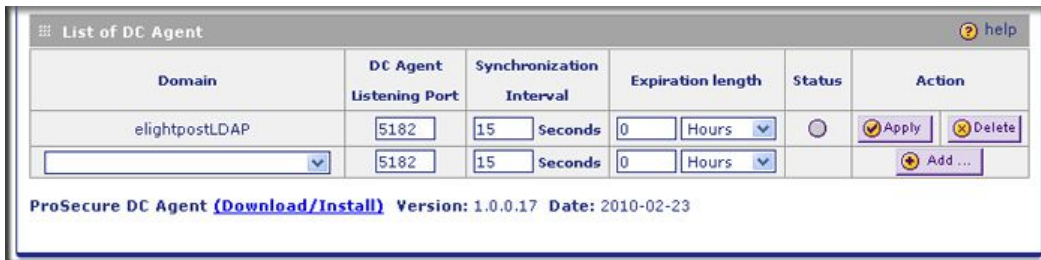 List of DC Agent help
Domain DC Agent Listening Port Synchronization Interval Expiration length Status Action
elightpostLDAP 5182 15 Seconds 0 Hours Apply Delete
5182 15 Seconds 0 Hours Add ...
ProSecure DC Agent (Download/Install) Version: 1.0.0.17 Date: 2010-02-23